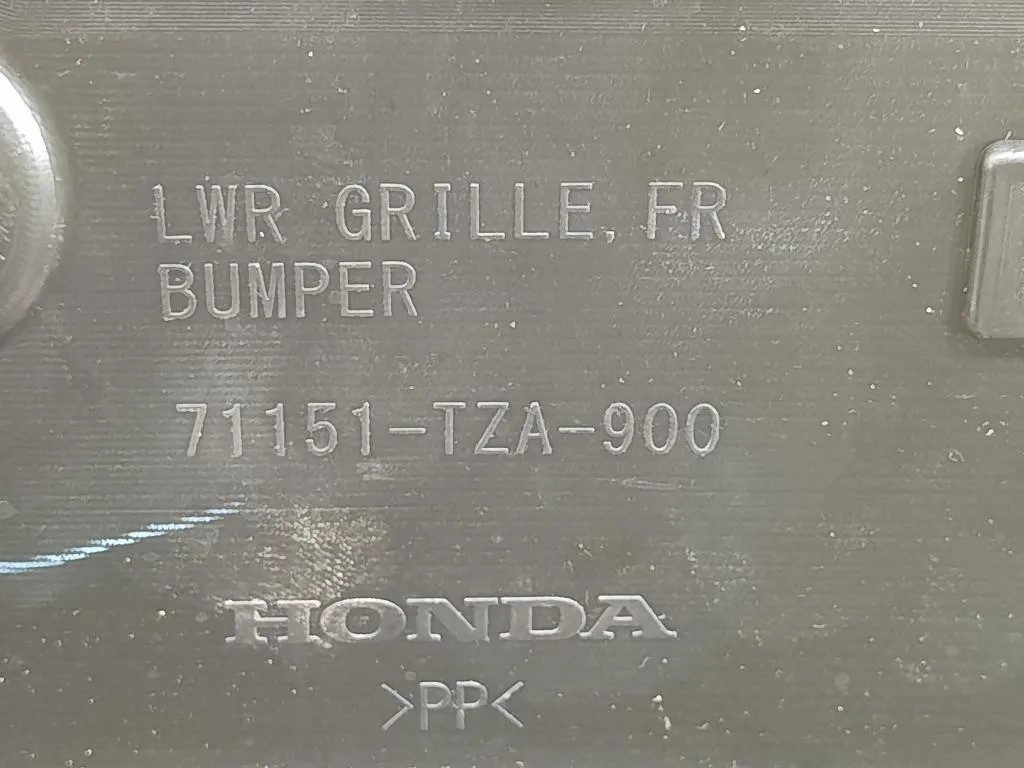 LWR GRILLE, FR
BUMPER
71151-TZA-900
HONDA
>PP<